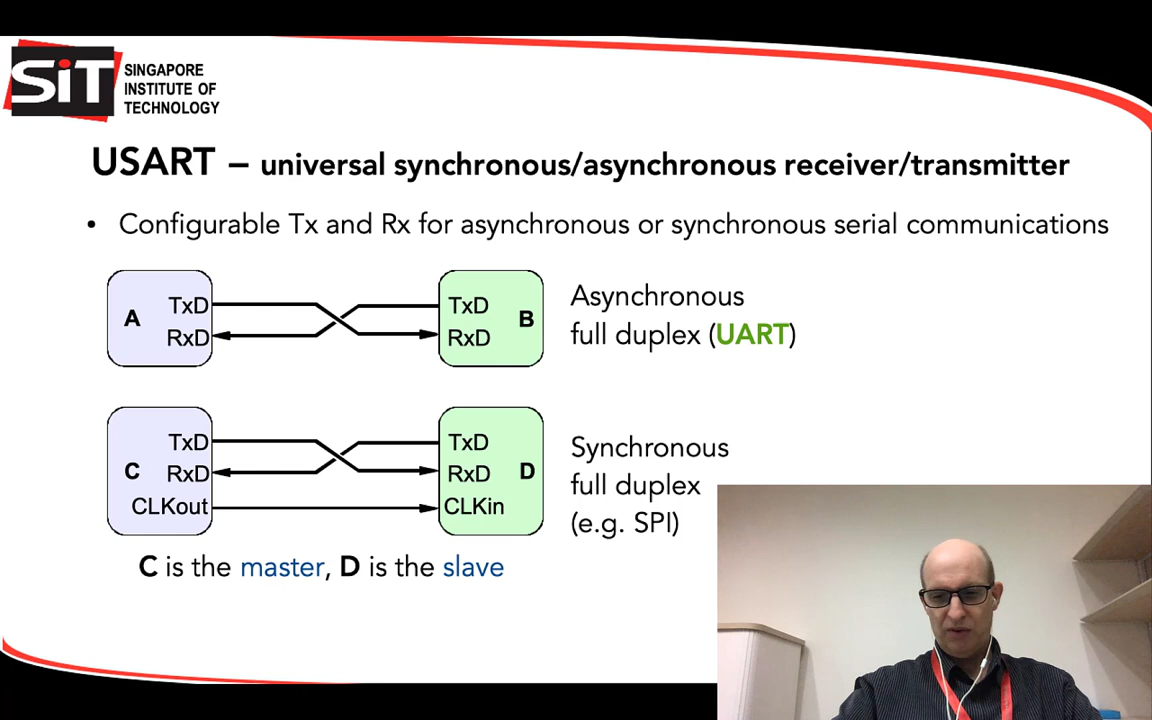 SiT
SINGAPORE
INSTITUTE OF
TECHNOLOGY
USART – universal synchronous/asynchronous receiver/transmitter
• Configurable Tx and Rx for asynchronous or synchronous serial communications
A
TxD
RxD
TxD
RxD
B
Asynchronous
full duplex (UART)
C
TxD
RxD
CLKout
TxD
RxD
CLKin
D
Synchronous
full duplex
(e.g. SPI)
C is the master, D is the slave